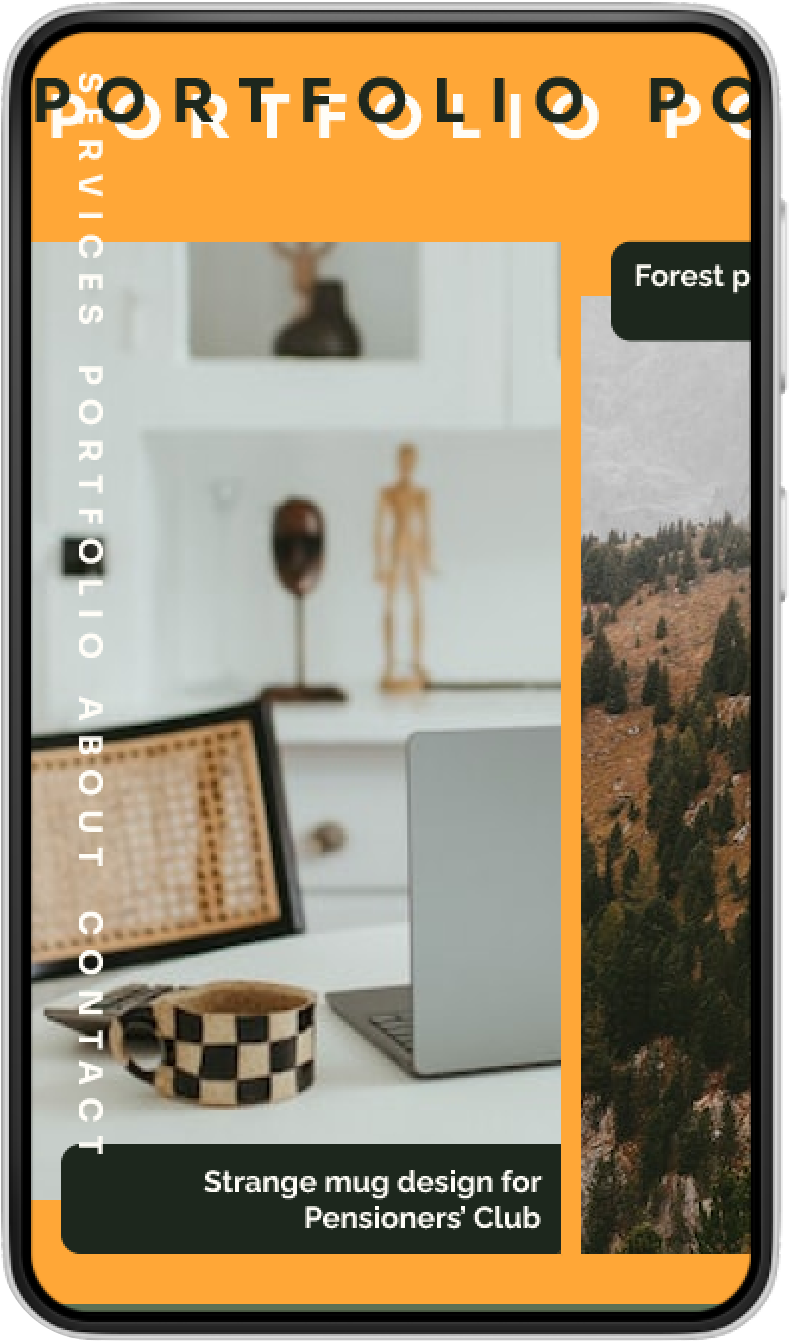 PORTFOLIO PO
PORTFOLIO PO
SERVICES PORTFOLIO ABOUT CONTACT
Forest p
Strange mug design for
Pensioners’ Club